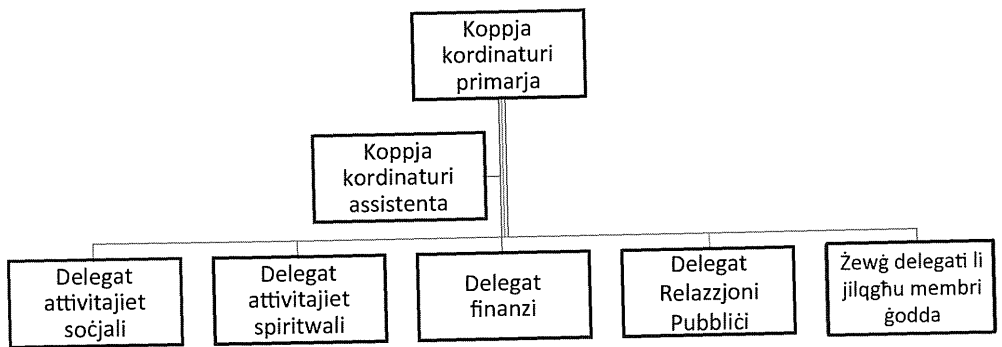 Koppja
kordinaturi
primarja
Koppja
kordinaturi
assistenta
Delegat
attivitajiet
soċjali
Delegat
attivitajiet
spiritwali
Delegat
finanzi
Delegat
Relazzjoni
Pubbliċi
Żewġ delegati li
jilqgħu membri
ġodda